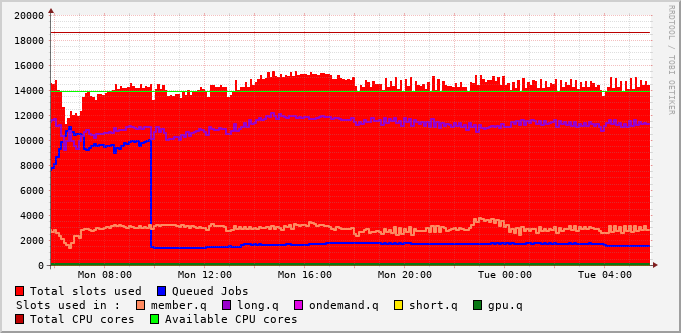 20000
18000
16000
14000
12000
10000
8000
6000
4000
2000
0
Mon 08:00 Mon 12:00 Mon 16:00 Mon 20:00 Tue 00:00 Tue 04:00
RRDTOOL / TOBI OETIKER
Total slots used Queued Jobs
Slots used in : member.q long.q ondemand.q short.q gpu.q
Total CPU cores Available CPU cores